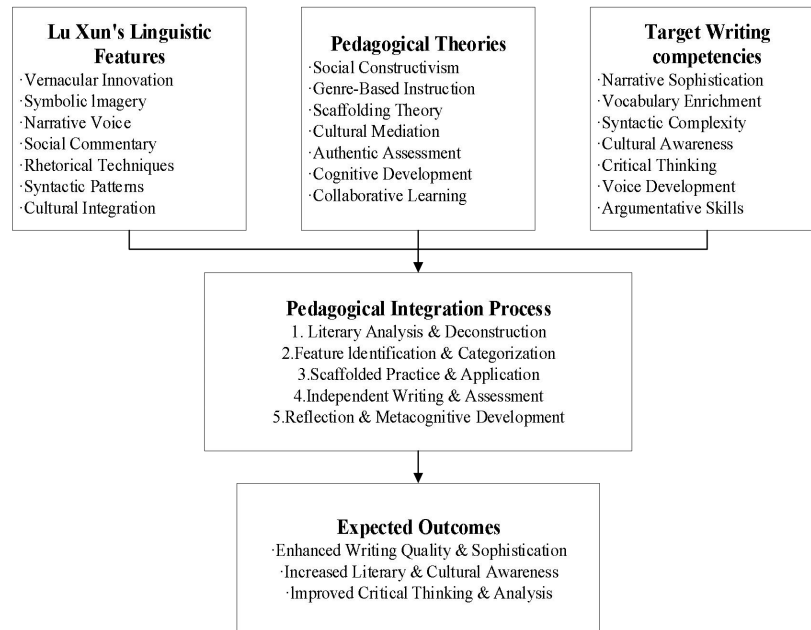 Lu Xun's Linguistic
Features
·Vernacular Innovation
·Symbolic Imagery
·Narrative Voice
·Social Commentary
·Rhetorical Techniques
·Syntactic Patterns
·Cultural Integration
Pedagogical Theories
·Social Constructivism
·Genre-Based Instruction
·Scaffolding Theory
·Cultural Mediation
·Authentic Assessment
·Cognitive Development
·Collaborative Learning
Target Writing
competencies
·Narrative Sophistication
·Vocabulary Enrichment
·Syntactic Complexity
·Cultural Awareness
·Critical Thinking
·Voice Development
·Argumentative Skills
Pedagogical Integration Process
1. Literary Analysis & Deconstruction
2.Feature Identification & Categorization
3.Scaffolded Practice & Application
4.Independent Writing & Assessment
5.Reflection & Metacognitive Development
Expected Outcomes
·Enhanced Writing Quality & Sophistication
·Increased Literary & Cultural Awareness
·Improved Critical Thinking & Analysis